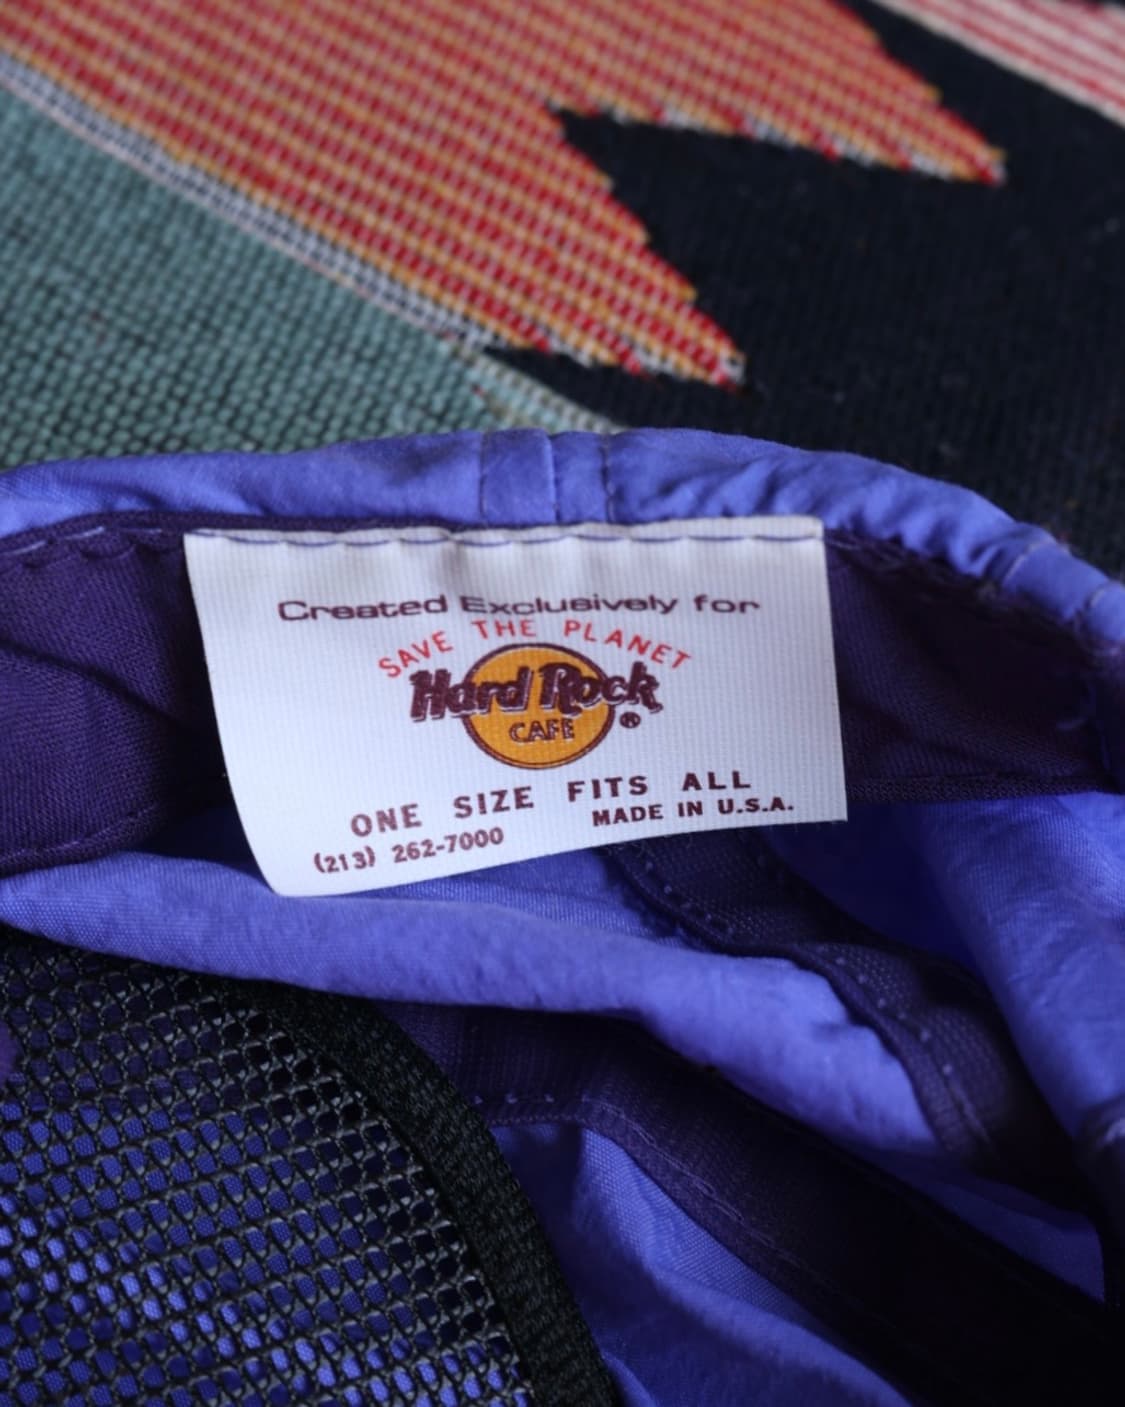 Created Exclusively for
SAVE THE PLANET
Hard Rock
CAFE ®
ONE SIZE FITS ALL
(213) 262-7000 MADE IN U.S.A.